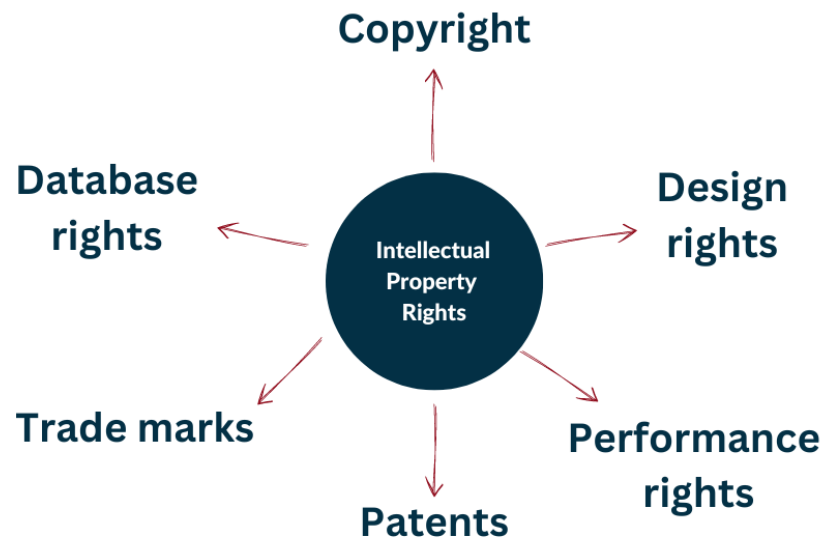 Copyright
Database
rights
Design
rights
Intellectual
Property
Rights
Trade marks
Performance
rights
Patents